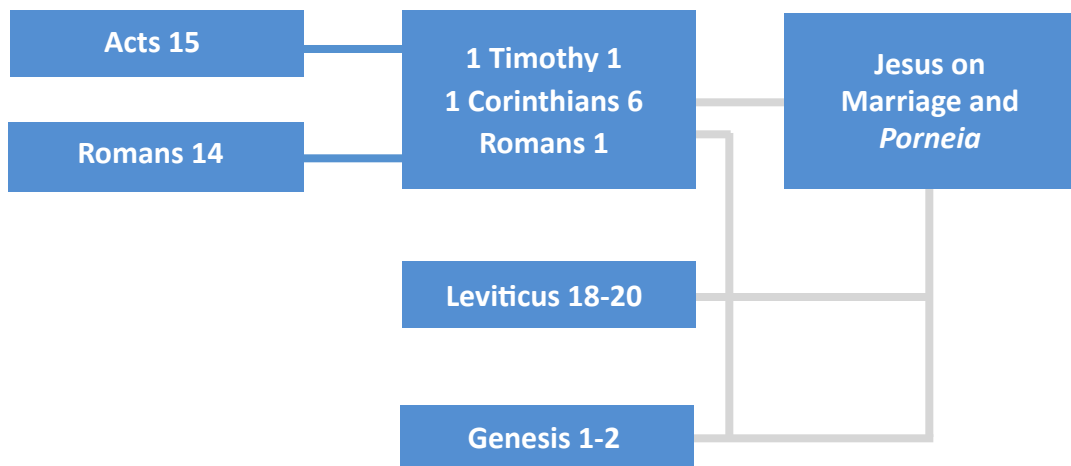 Acts 15
Romans 14
1 Timothy 1
1 Corinthians 6
Romans 1
Jesus on
Marriage and
Porneia
Leviticus 18-20
Genesis 1-2